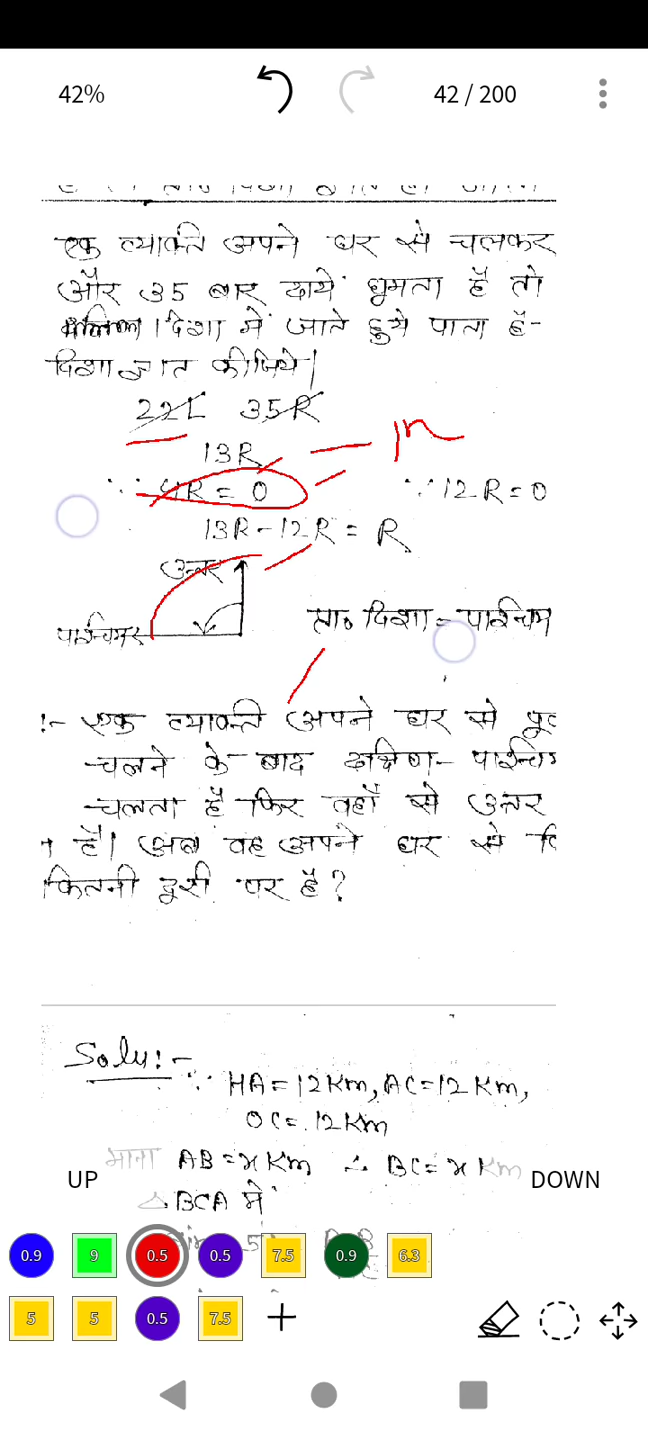 42%
42 / 200
एक व्यक्ति अपने घर से चलकर
और 35 बार दायें घूमता है तो
दिशा में जाते हुये पाता है-
दिशा ज्ञात कीजिये|
22L 35R
13R
∵ 4R = 0 ∵ 12R = 0
13R - 12R = R
उत्तर
पश्चिम
दिशा = पश्चिम
:- एक व्यक्ति अपने घर से
चलने के बाद दक्षिण- पश्चिम
चलता है फिर वहाँ से उत्तर
है| अब वह अपने घर से
कितनी दूरी पर है?
Solu:-
∵ HA = 12 Km, AC = 12 Km,
OC = 12 Km
माना AB = x Km ∴ BC = x Km
UP
DOWN
△ BCA में
0.9 9 0.5 0.5 7.5 0.9 6.3
5 5 0.5 7.5